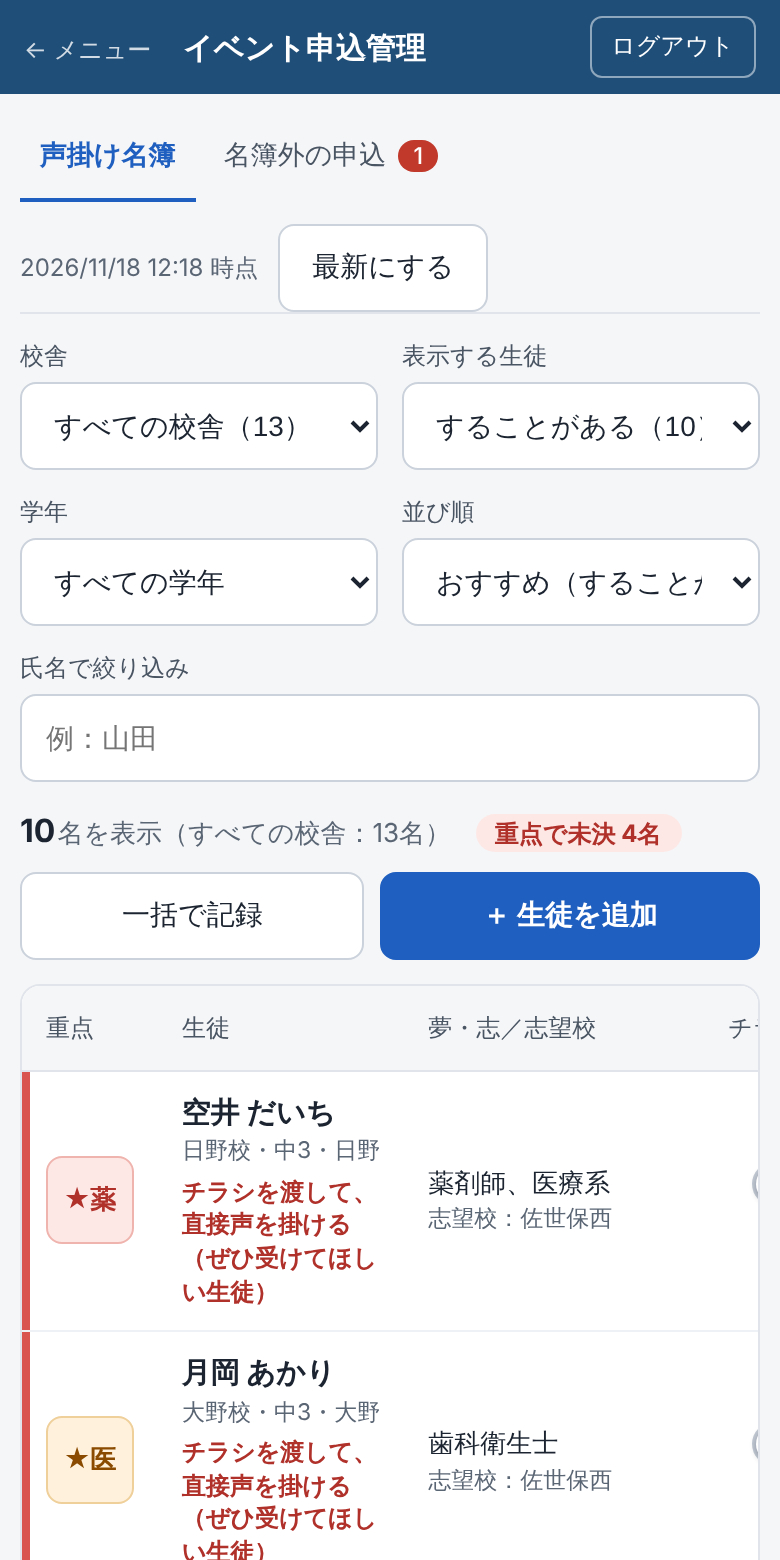 ← メニュー イベント申込管理 ログアウト
声掛け名簿 名簿外の申込 1
2026/11/18 12:18 時点 最新にする
校舎 表示する生徒
すべての校舎（13） することがある（10）
学年 並び順
すべての学年 おすすめ（することが
氏名で絞り込み
例：山田
10名を表示（すべての校舎：13名） 重点で未決 4名
一括で記録 ＋ 生徒を追加
重点 生徒 夢・志／志望校 チ
★薬
空井 だいち
日野校・中3・日野
チラシを渡して、
直接声を掛ける
（ぜひ受けてほし
い生徒）
薬剤師、医療系
志望校：佐世保西
★医
月岡 あかり
大野校・中3・大野
チラシを渡して、
直接声を掛ける
（ぜひ受けてほし
い生徒）
歯科衛生士
志望校：佐世保西